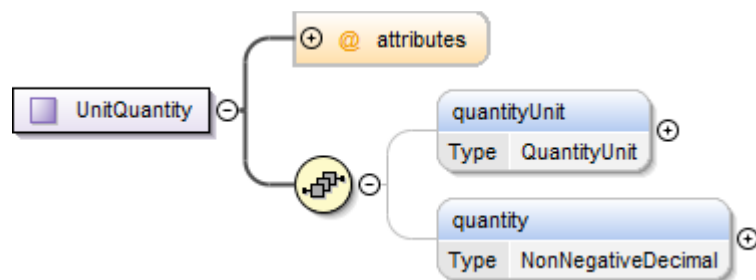 @ attributes
UnitQuantity
quantityUnit
Type QuantityUnit
quantity
Type NonNegativeDecimal